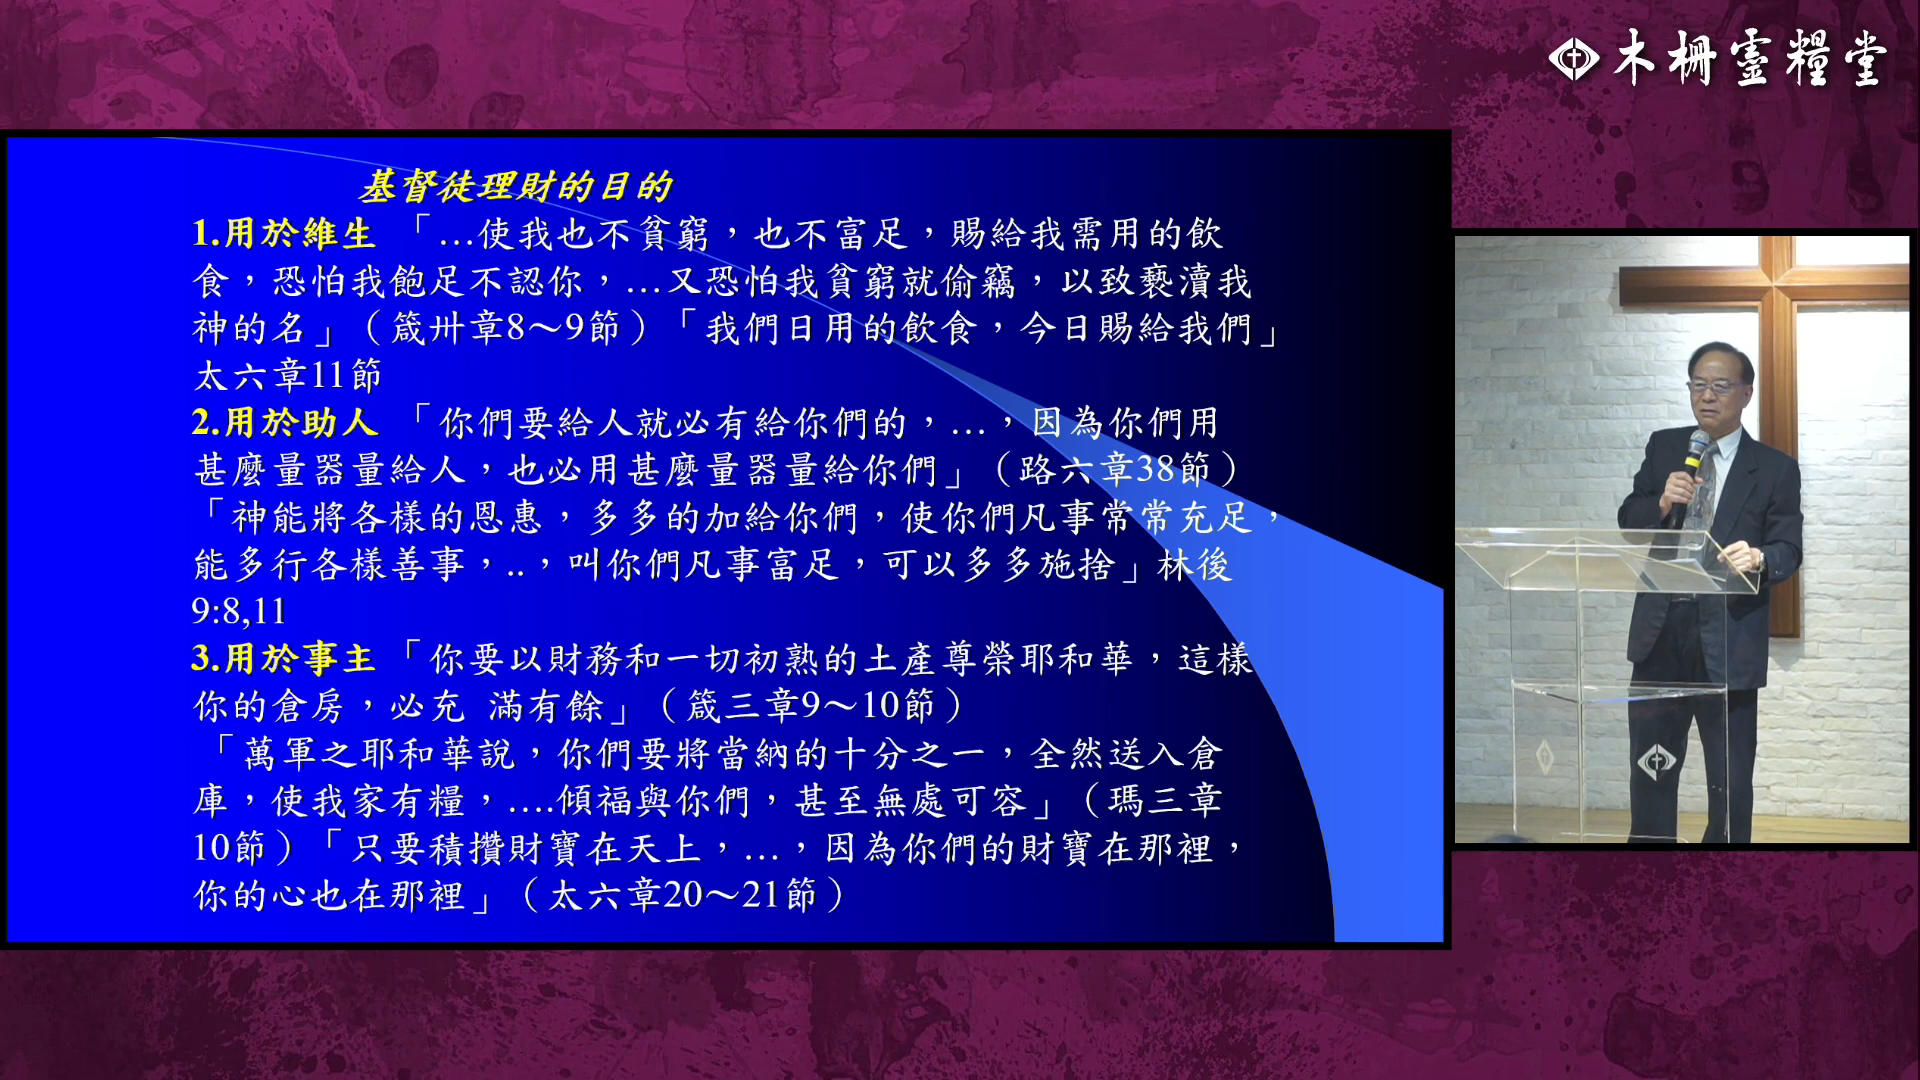 木柵靈糧堂
基督徒理財的目的
1.用於維生 「…使我也不貧窮，也不富足，賜給我需用的飲
食，恐怕我飽足不認你，…又恐怕我貧窮就偷竊，以致褻瀆我
神的名」（箴卅章8～9節）「我們日用的飲食，今日賜給我們」
太六章11節
2.用於助人 「你們要給人就必有給你們的，…，因為你們用
甚麼量器量給人，也必用甚麼量器量給你們」（路六章38節）
「神能將各樣的恩惠，多多的加給你們，使你們凡事常常充足，
能多行各樣善事，..，叫你們凡事富足，可以多多施捨」林後
9:8,11
3.用於事主「你要以財務和一切初熟的土產尊榮耶和華，這樣
你的倉房，必充 滿有餘」（箴三章9～10節）
「萬軍之耶和華說，你們要將當納的十分之一，全然送入倉
庫，使我家有糧，….傾福與你們，甚至無處可容」（瑪三章
10節）「只要積攢財寶在天上，…，因為你們的財寶在那裡，
你的心也在那裡」（太六章20～21節）